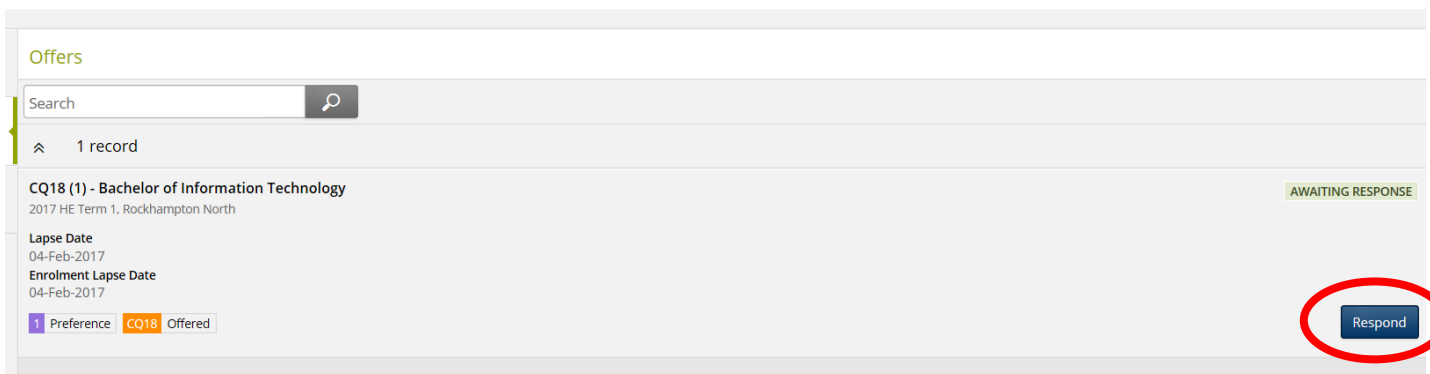 Offers
Search
1 record
CQ18 (1) - Bachelor of Information Technology
AWAITING RESPONSE
2017 HE Term 1, Rockhampton North
Lapse Date
04-Feb-2017
Enrolment Lapse Date
04-Feb-2017
1 Preference CQ18 Offered
Respond